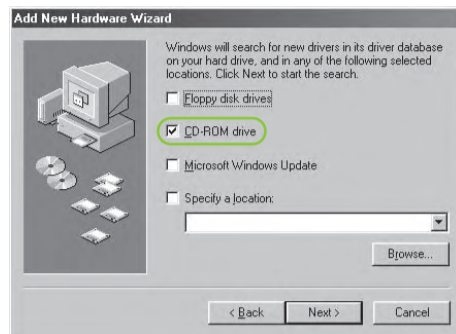 Add New Hardware Wizard
Windows will search for new drivers in its driver database
on your hard drive, and in any of the following selected
locations. Click Next to start the search.
Floppy disk drives
CD-ROM drive
Microsoft Windows Update
Specify a location:
Browse...
< Back Next > Cancel